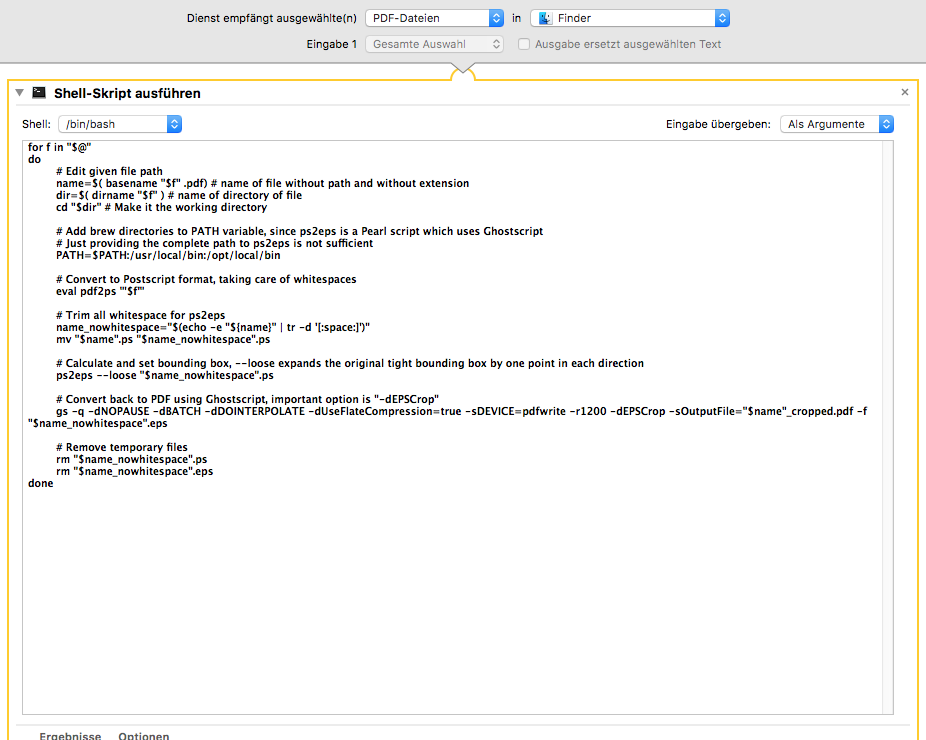 Dienst empfängt ausgewählte(n) PDF-Dateien in Finder
Eingabe 1 Gesamte Auswahl Ausgabe ersetzt ausgewählten Text
Shell-Skript ausführen
Shell: /bin/bash Eingabe übergeben: Als Argumente
for f in "$@"
do
# Edit given file path
name=$( basename "$f" .pdf) # name of file without path and without extension
dir=$( dirname "$f" ) # name of directory of file
cd "$dir" # Make it the working directory
# Add brew directories to PATH variable, since ps2eps is a Pearl script which uses Ghostscript
# Just providing the complete path to ps2eps is not sufficient
PATH=$PATH:/usr/local/bin:/opt/local/bin
# Convert to Postscript format, taking care of whitespaces
eval pdf2ps "'$f'"
# Trim all whitespace for ps2eps
name_nowhitespace="$(echo -e "${name}" | tr -d '[:space:]')"
mv "$name".ps "$name_nowhitespace".ps
# Calculate and set bounding box, --loose expands the original tight bounding box by one point in each direction
ps2eps --loose "$name_nowhitespace".ps
# Convert back to PDF using Ghostscript, important option is "-dEPSCrop"
gs -q -dNOPAUSE -dBATCH -dDOINTERPOLATE -dUseFlateCompression=true -sDEVICE=pdfwrite -r1200 -dEPSCrop -sOutputFile="$name"_cropped.pdf -f
"$name_nowhitespace".eps
# Remove temporary files
rm "$name_nowhitespace".ps
rm "$name_nowhitespace".eps
done
Ergebnisse Optionen